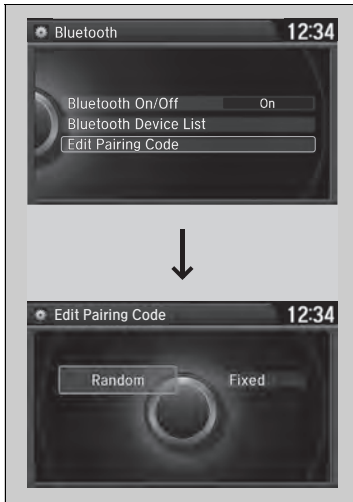 Bluetooth 12:34
Bluetooth On/Off On
Bluetooth Device List
Edit Pairing Code
Edit Pairing Code 12:34
Random Fixed